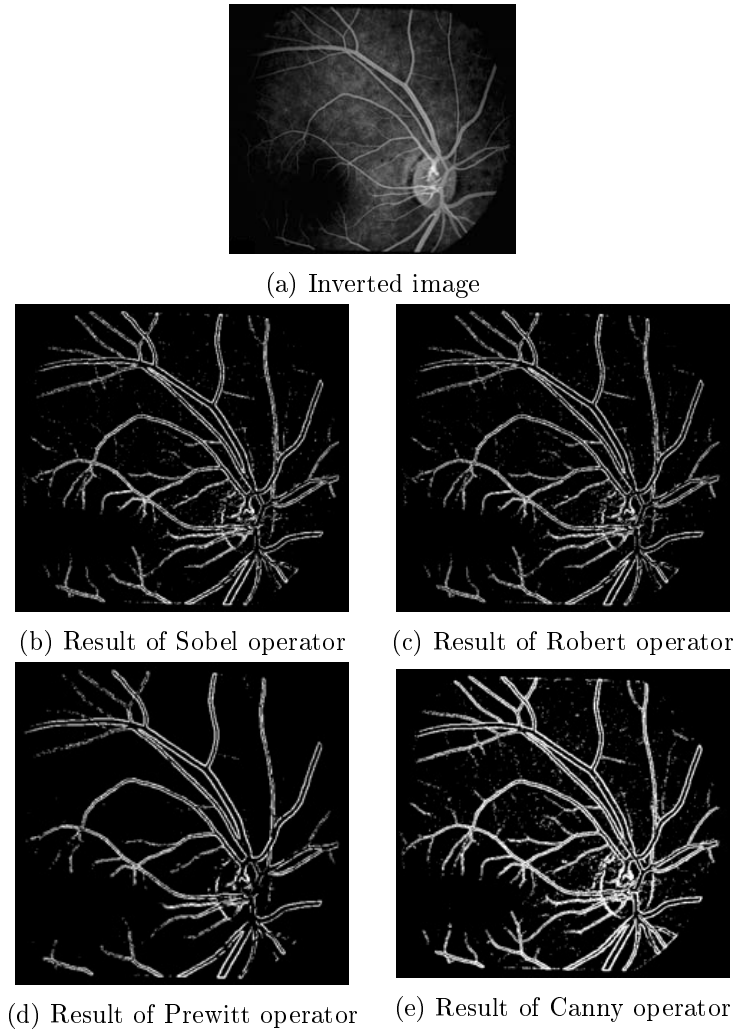 (a) Inverted image
(b) Result of Sobel operator
(c) Result of Robert operator
(d) Result of Prewitt operator
(e) Result of Canny operator